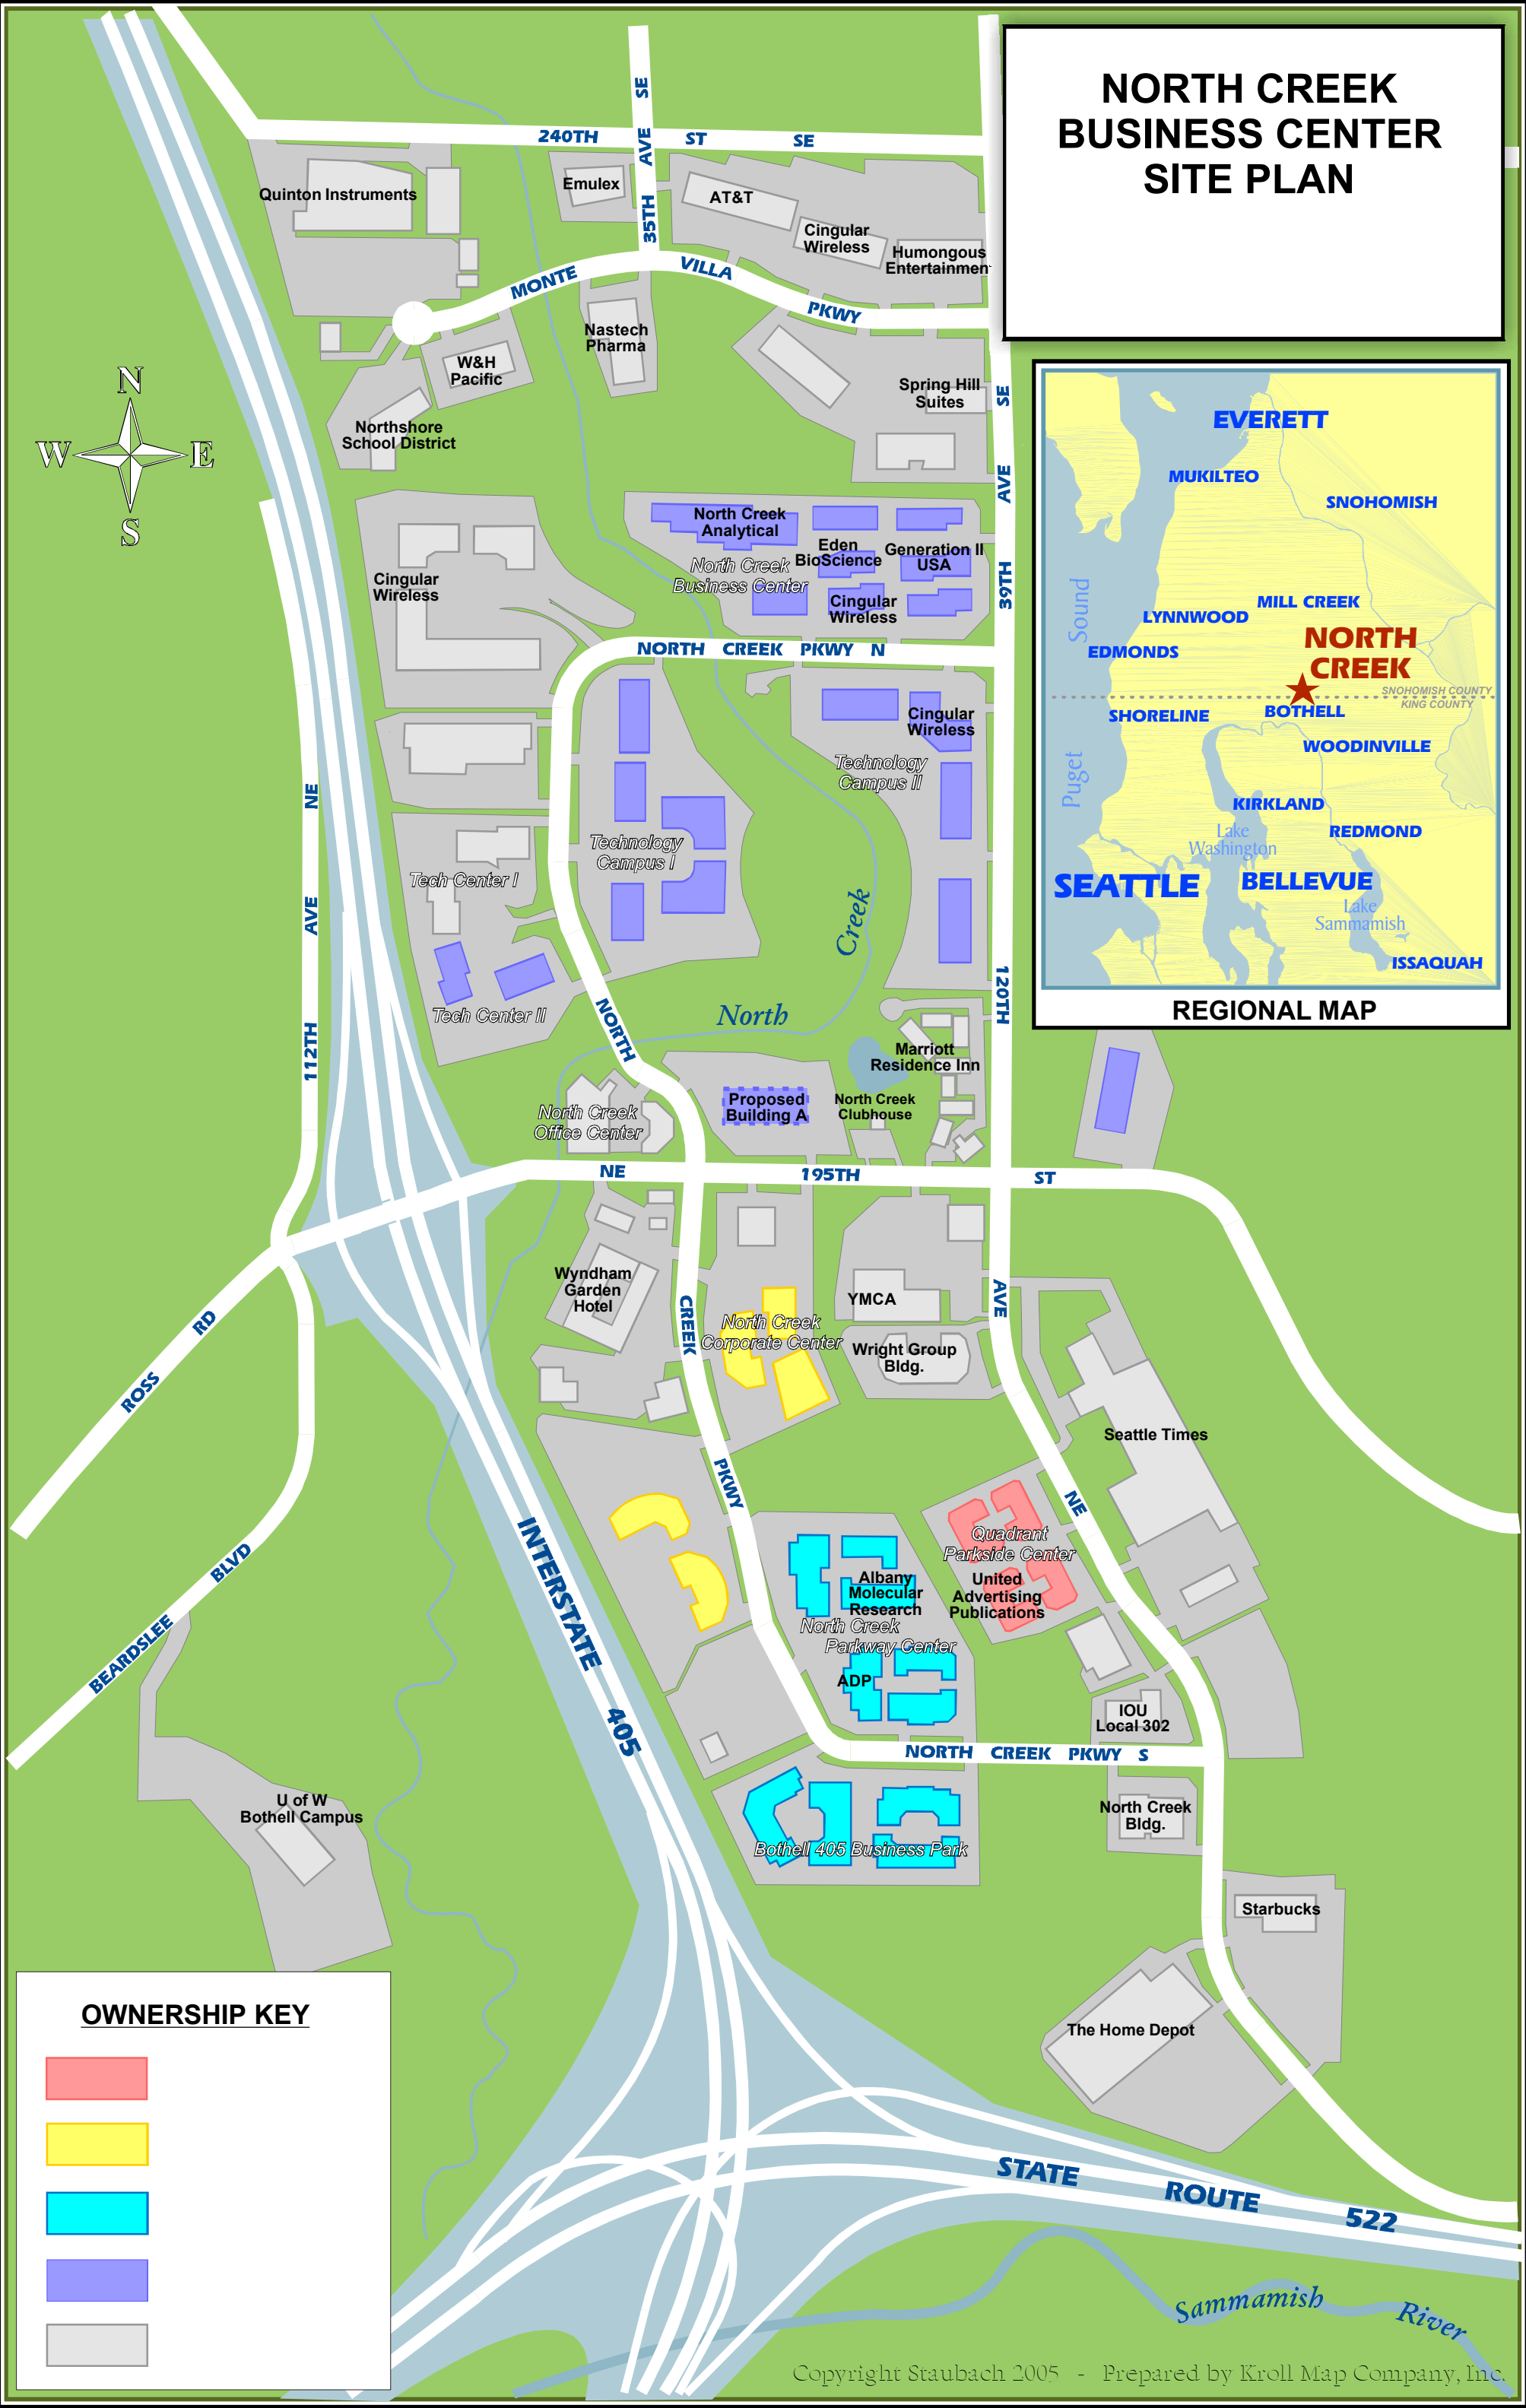 NORTH CREEK
BUSINESS CENTER
SITE PLAN
240TH ST SE
35TH AVE SE
Quinton Instruments
Emulex
AT&T
Cingular
Wireless
Humongous
Entertainmen
MONTE VILLA PKWY
Nastech
Pharma
W&H
Pacific
Northshore
School District
Spring Hill
Suites
N
W E
S
39TH AVE SE
North Creek
Analytical
Eden
BioScience
Generation II
USA
North Creek
Business Center
Cingular
Wireless
Cingular
Wireless
NORTH CREEK PKWY N
Cingular
Wireless
Technology
Campus II
Technology
Campus I
Tech Center I
Tech Center II
112TH AVE NE
North Creek
120TH AVE NE
NORTH CREEK PKWY
Marriott
Residence Inn
North Creek
Clubhouse
Proposed
Building A
North Creek
Office Center
NE 195TH ST
Wyndham
Garden
Hotel
YMCA
North Creek
Corporate Center
Wright Group
Bldg.
Seattle Times
ROSS RD
BEARDSLEE BLVD
INTERSTATE 405
Quadrant
Parkside Center
United
Advertising
Publications
Albany
Molecular
Research
North Creek
Parkway Center
ADP
IOU
Local 302
NORTH CREEK PKWY S
North Creek
Bldg.
Bothell 405 Business Park
U of W
Bothell Campus
Starbucks
The Home Depot
STATE ROUTE 522
Sammamish River
OWNERSHIP KEY
EVERETT
MUKILTEO
SNOHOMISH
Puget Sound
MILL CREEK
LYNNWOOD
NORTH
CREEK
EDMONDS
SNOHOMISH COUNTY
KING COUNTY
SHORELINE
BOTHELL
WOODINVILLE
KIRKLAND
Lake
Washington
REDMOND
SEATTLE
BELLEVUE
Lake
Sammamish
ISSAQUAH
REGIONAL MAP
Copyright Staubach 2005 - Prepared by Kroll Map Company, Inc.